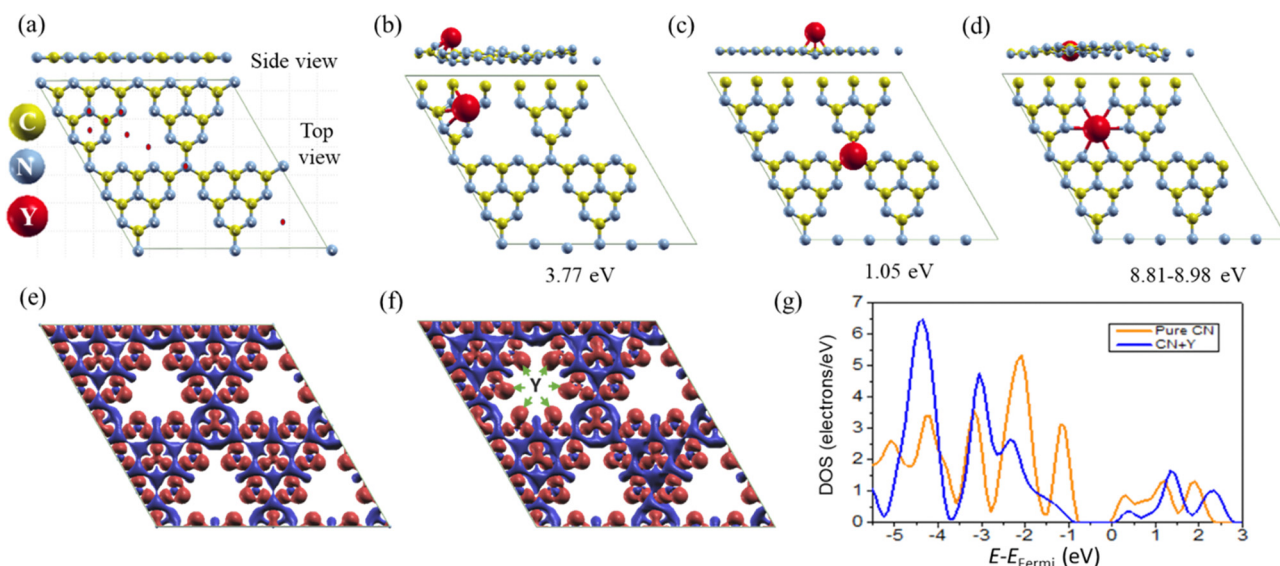 (a)
(b)
(c)
(d)
Side view
Top
view
C
N
Y
3.77 eV
1.05 eV
8.81-8.98 eV
(e)
(f)
(g)
Y
7
6
5
4
3
2
1
0
DOS (electrons/eV)
Pure CN
CN+Y
-5 -4 -3 -2 -1 0 1 2 3
E-EFermi (eV)